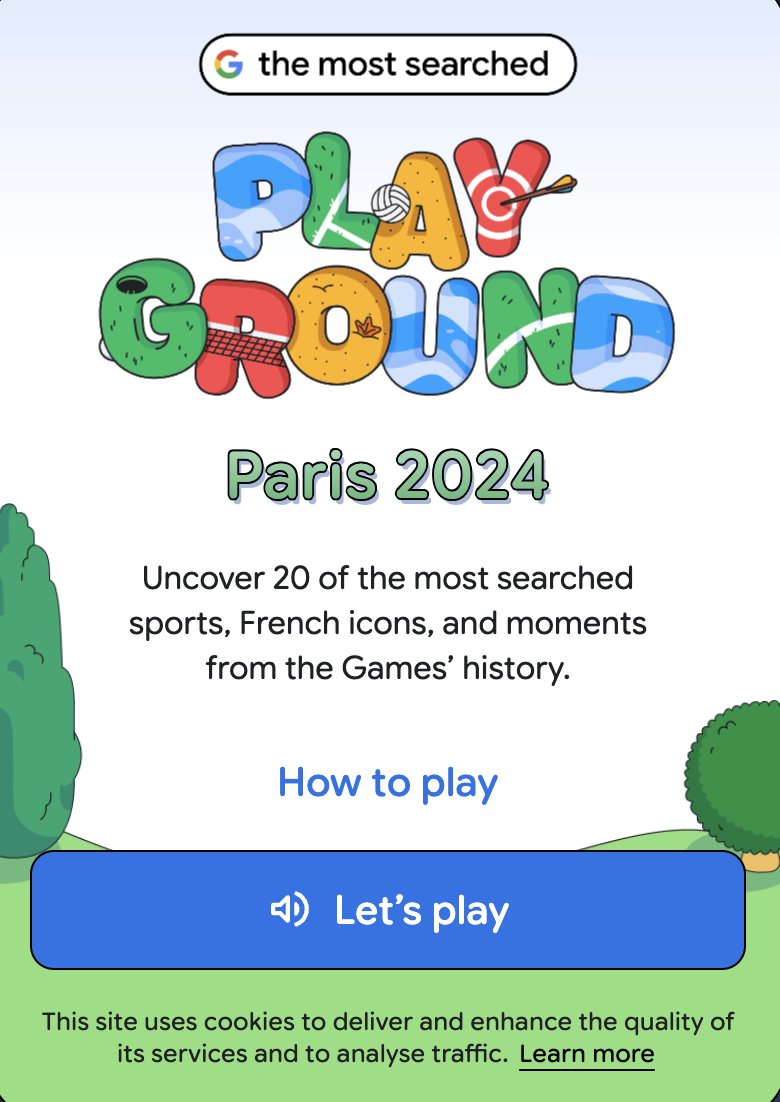 the most searched
PLAY
GROUND
Paris 2024
Uncover 20 of the most searched
sports, French icons, and moments
from the Games’ history.
How to play
Let’s play
This site uses cookies to deliver and enhance the quality of
its services and to analyse traffic. Learn more